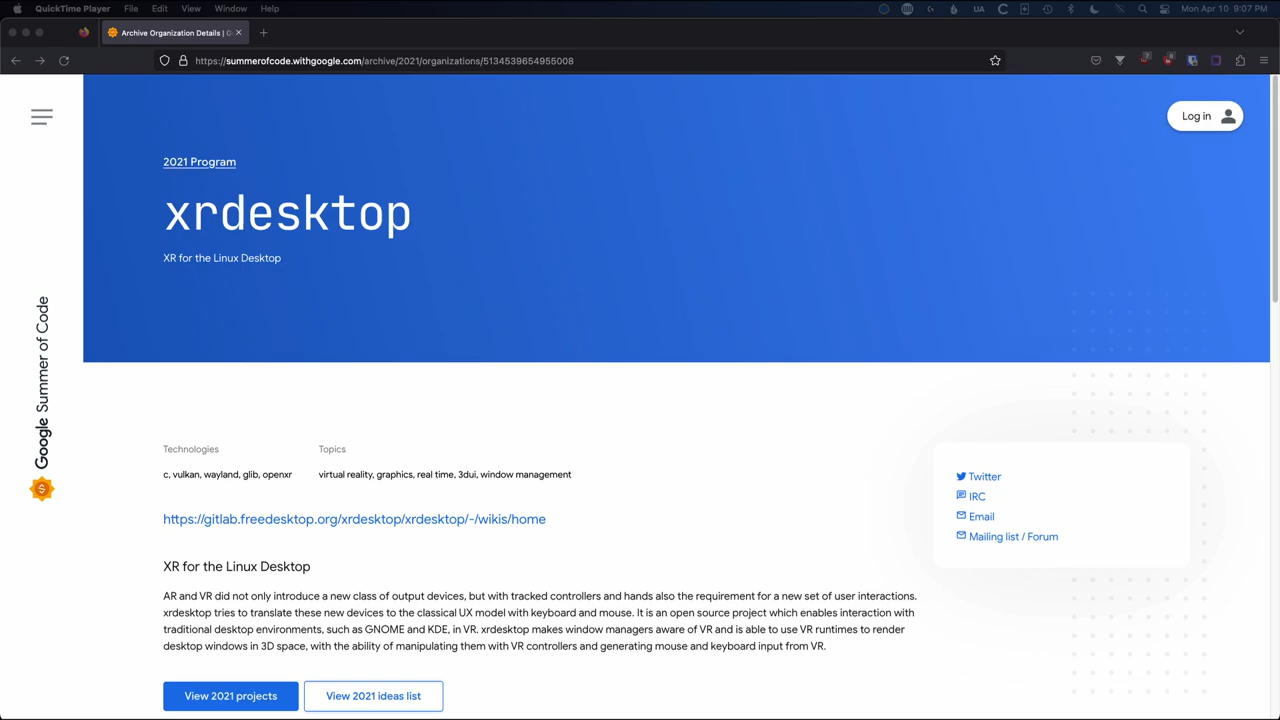 QuickTime Player File Edit View Window Help
UA Mon Apr 10 9:07 PM
Archive Organization Details | G
https://summerofcode.withgoogle.com/archive/2021/organizations/5134539654955008
Log in
2021 Program
xrdesktop
XR for the Linux Desktop
Google Summer of Code
Technologies
Topics
c, vulkan, wayland, glib, openxr
virtual reality, graphics, real time, 3dui, window management
Twitter
IRC
Email
Mailing list / Forum
https://gitlab.freedesktop.org/xrdesktop/xrdesktop/-/wikis/home
XR for the Linux Desktop
AR and VR did not only introduce a new class of output devices, but with tracked controllers and hands also the requirement for a new set of user interactions.
xrdesktop tries to translate these new devices to the classical UX model with keyboard and mouse. It is an open source project which enables interaction with
traditional desktop environments, such as GNOME and KDE, in VR. xrdesktop makes window managers aware of VR and is able to use VR runtimes to render
desktop windows in 3D space, with the ability of manipulating them with VR controllers and generating mouse and keyboard input from VR.
View 2021 projects
View 2021 ideas list